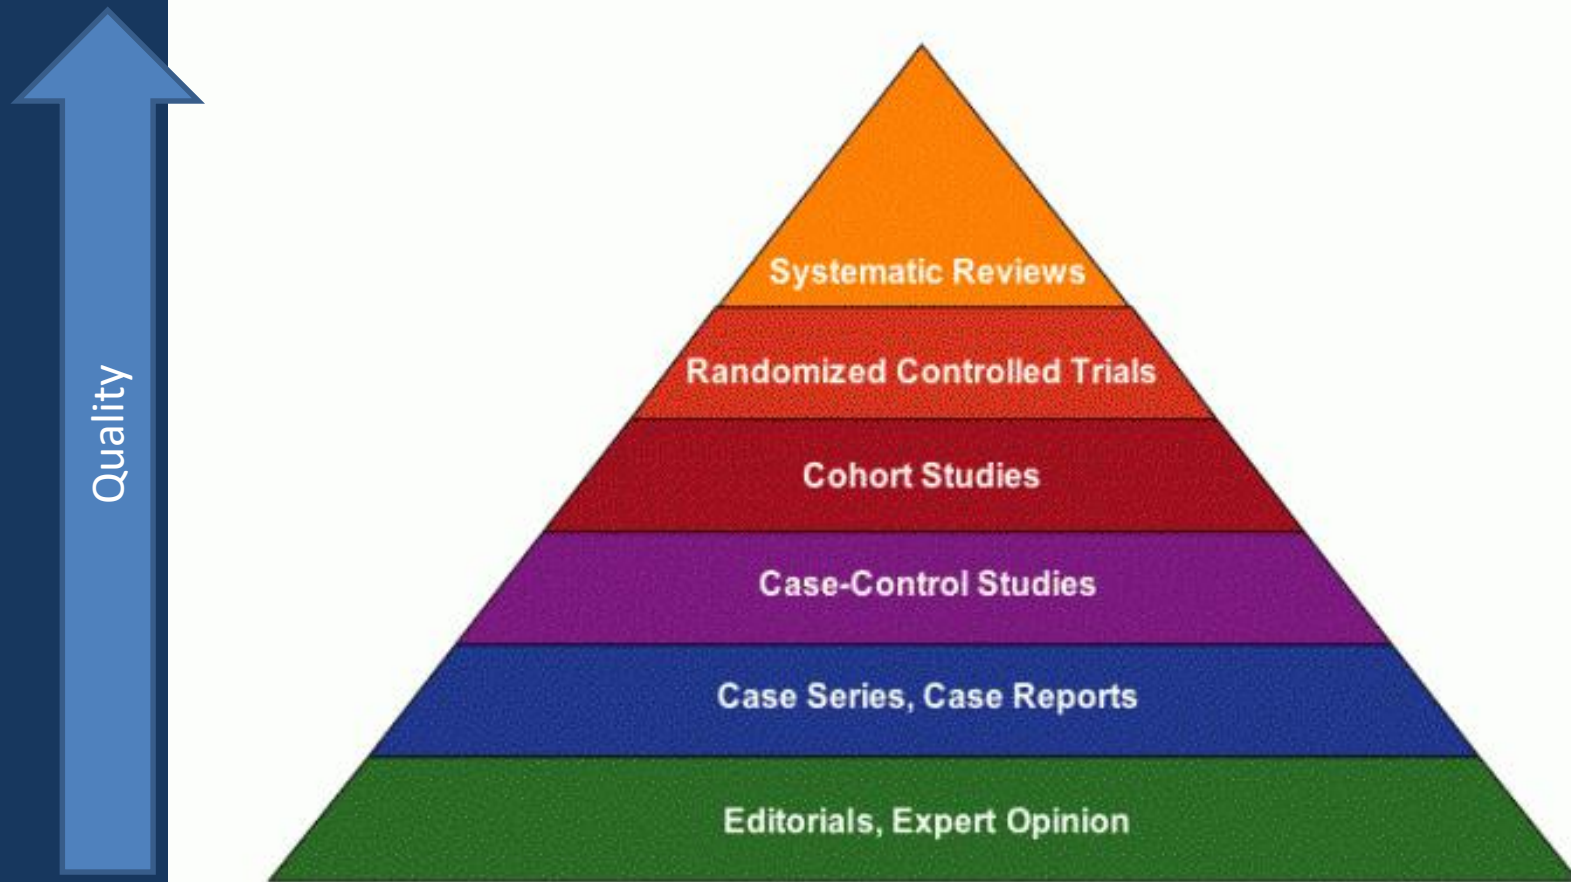 Quality
Systematic Reviews
Randomized Controlled Trials
Cohort Studies
Case-Control Studies
Case Series, Case Reports
Editorials, Expert Opinion